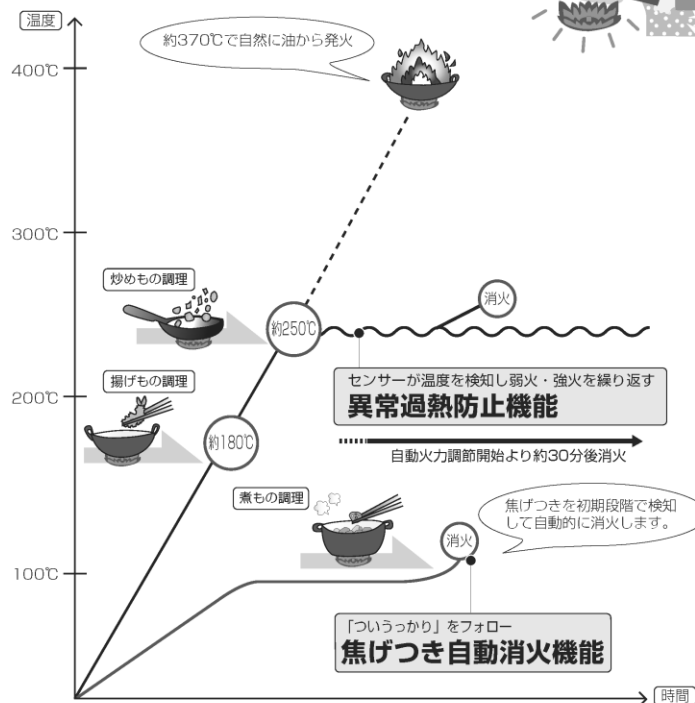 温度
約370℃で自然に油から発火
400℃
300℃
炒めもの調理
約250℃
消火
センサーが温度を検知し弱火・強火を繰り返す
異常過熱防止機能
200℃
揚げもの調理
約180℃
自動火力調節開始より約30分後消火
煮もの調理
焦げつきを初期段階で検知
して自動的に消火します。
消火
100℃
「ついうっかり」をフォロー
焦げつき自動消火機能
時間